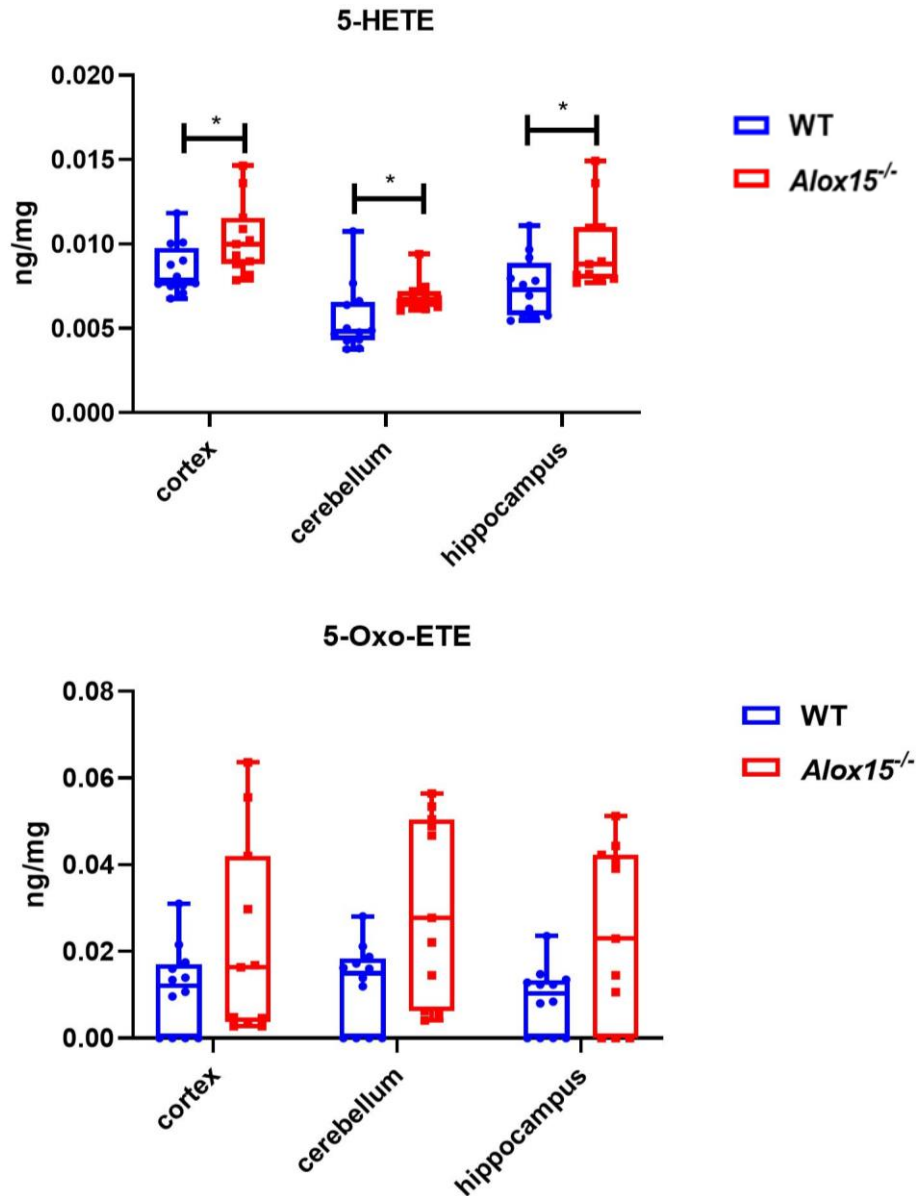 5-HETE
0.020
0.015
0.010
0.005
0.000
ng/mg
*
*
*
cortex
cerebellum
hippocampus
WT
Alox15-/-
5-Oxo-ETE
0.08
0.06
0.04
0.02
0.00
ng/mg
cortex
cerebellum
hippocampus
WT
Alox15-/-